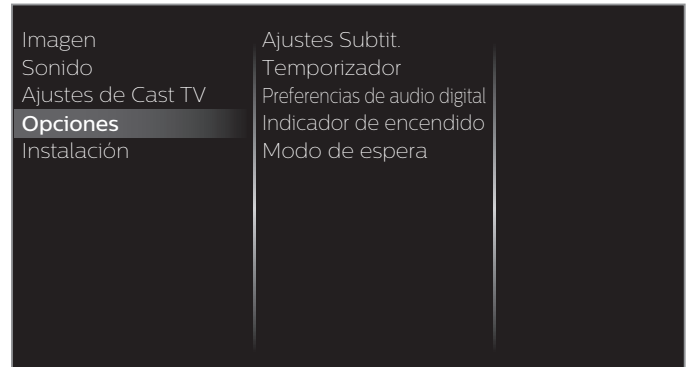 Imagen
Sonido
Ajustes de Cast TV
Opciones
Instalación
Ajustes Subtit.
Temporizador
Preferencias de audio digital
Indicador de encendido
Modo de espera